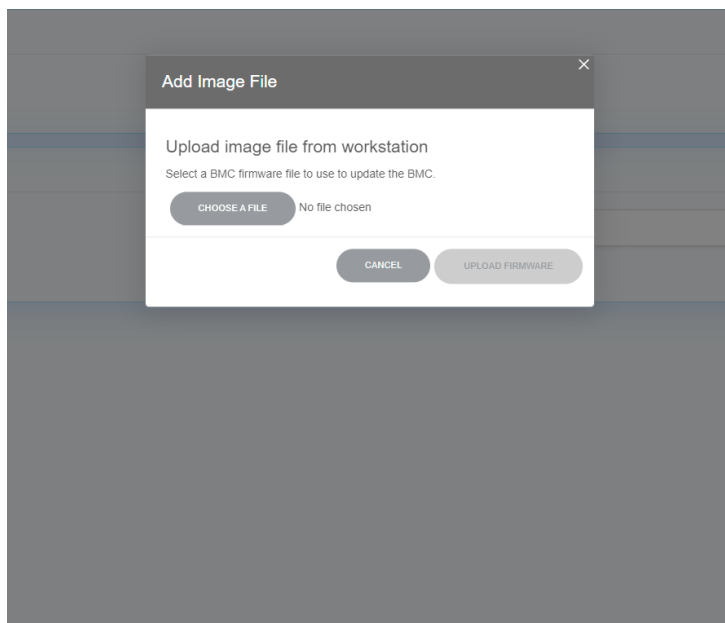 Add Image File
Upload image file from workstation
Select a BMC firmware file to use to update the BMC.
CHOOSE A FILE No file chosen
CANCEL UPLOAD FIRMWARE